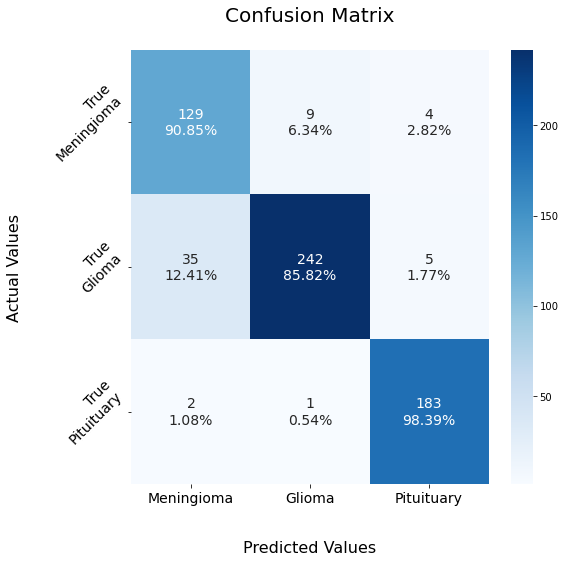 Confusion Matrix
Actual Values
True
Meningioma
129
90.85%
9
6.34%
4
2.82%
True
Glioma
35
12.41%
242
85.82%
5
1.77%
True
Pituituary
2
1.08%
1
0.54%
183
98.39%
Meningioma
Glioma
Pituituary
Predicted Values
200
150
100
50